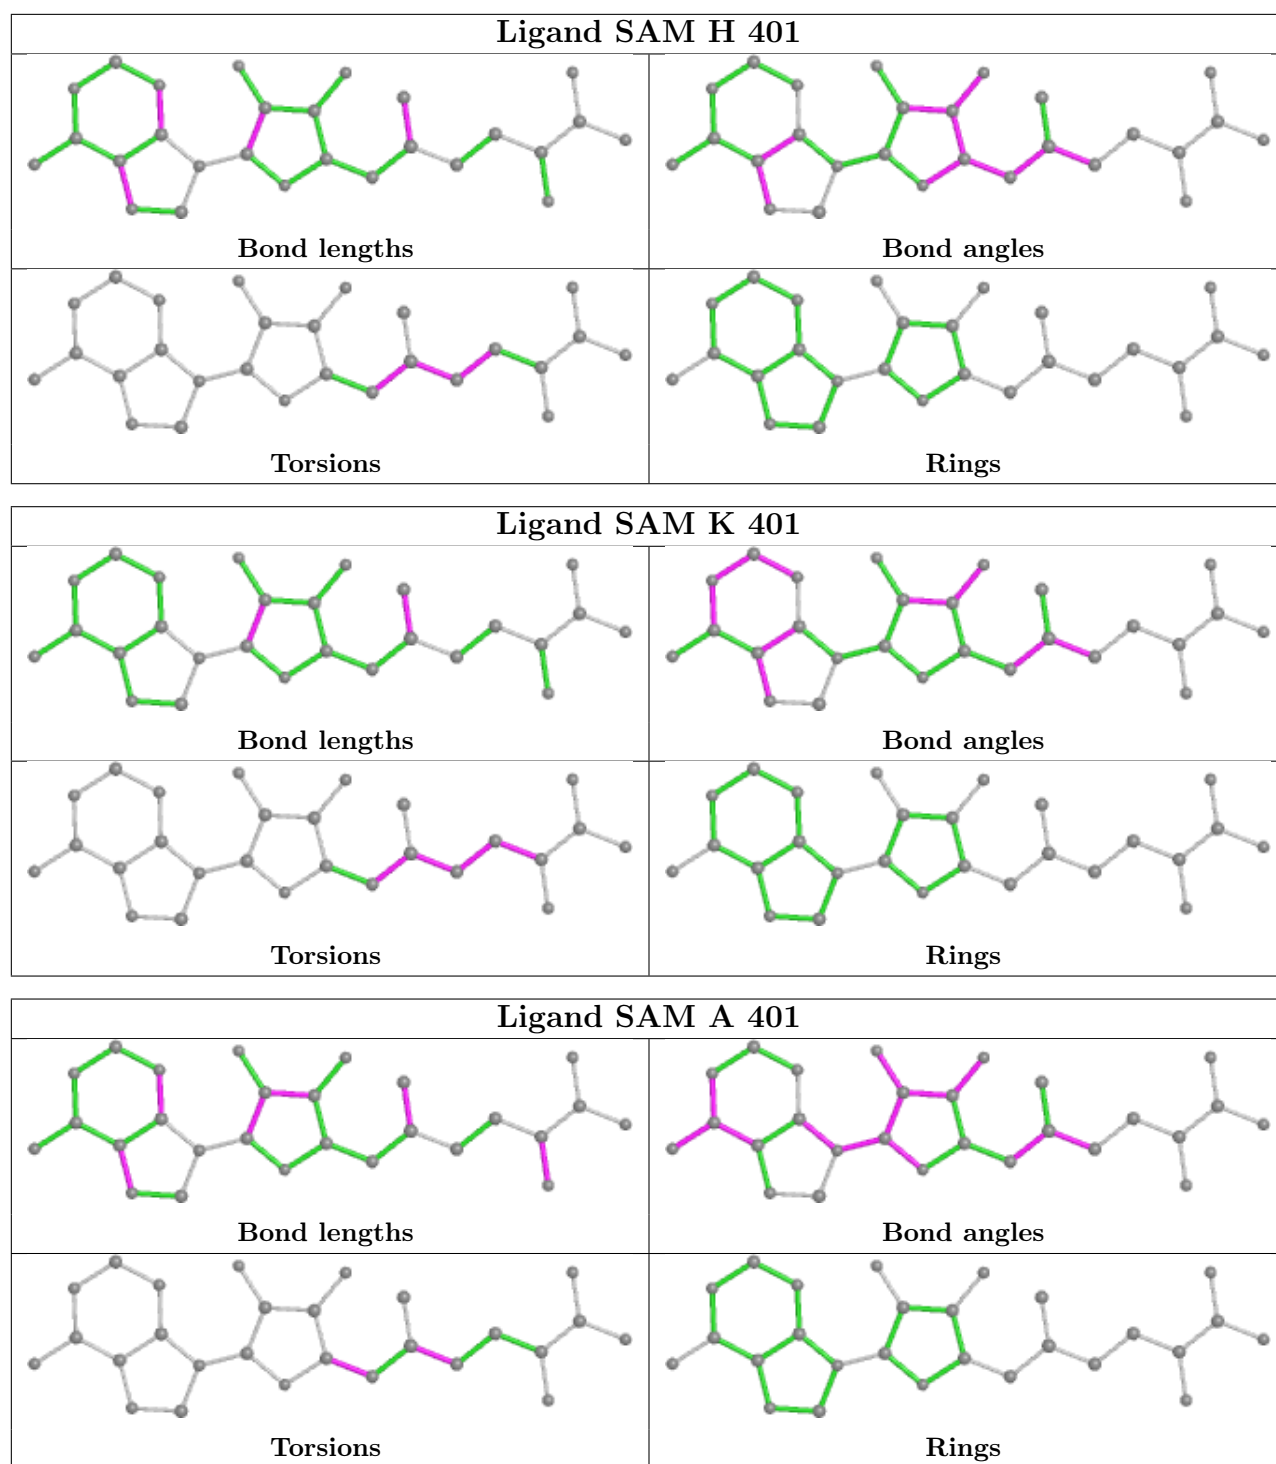 Ligand SAM H 401
Bond lengths
Bond angles
Torsions
Rings
Ligand SAM K 401
Bond lengths
Bond angles
Torsions
Rings
Ligand SAM A 401
Bond lengths
Bond angles
Torsions
Rings